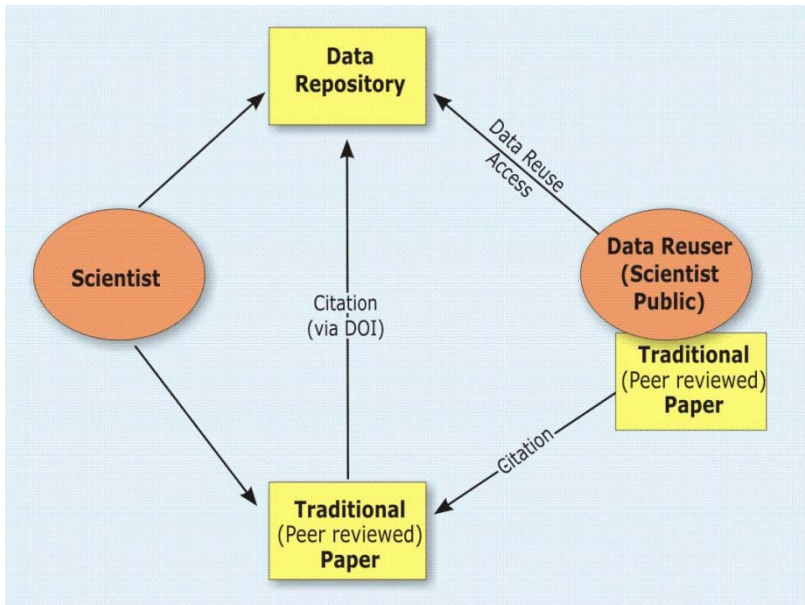 Data
Repository
Data Reuse
Access
Scientist
Data Reuser
(Scientist
Public)
Citation
(via DOI)
Traditional
(Peer reviewed)
Paper
Citation
Traditional
(Peer reviewed)
Paper